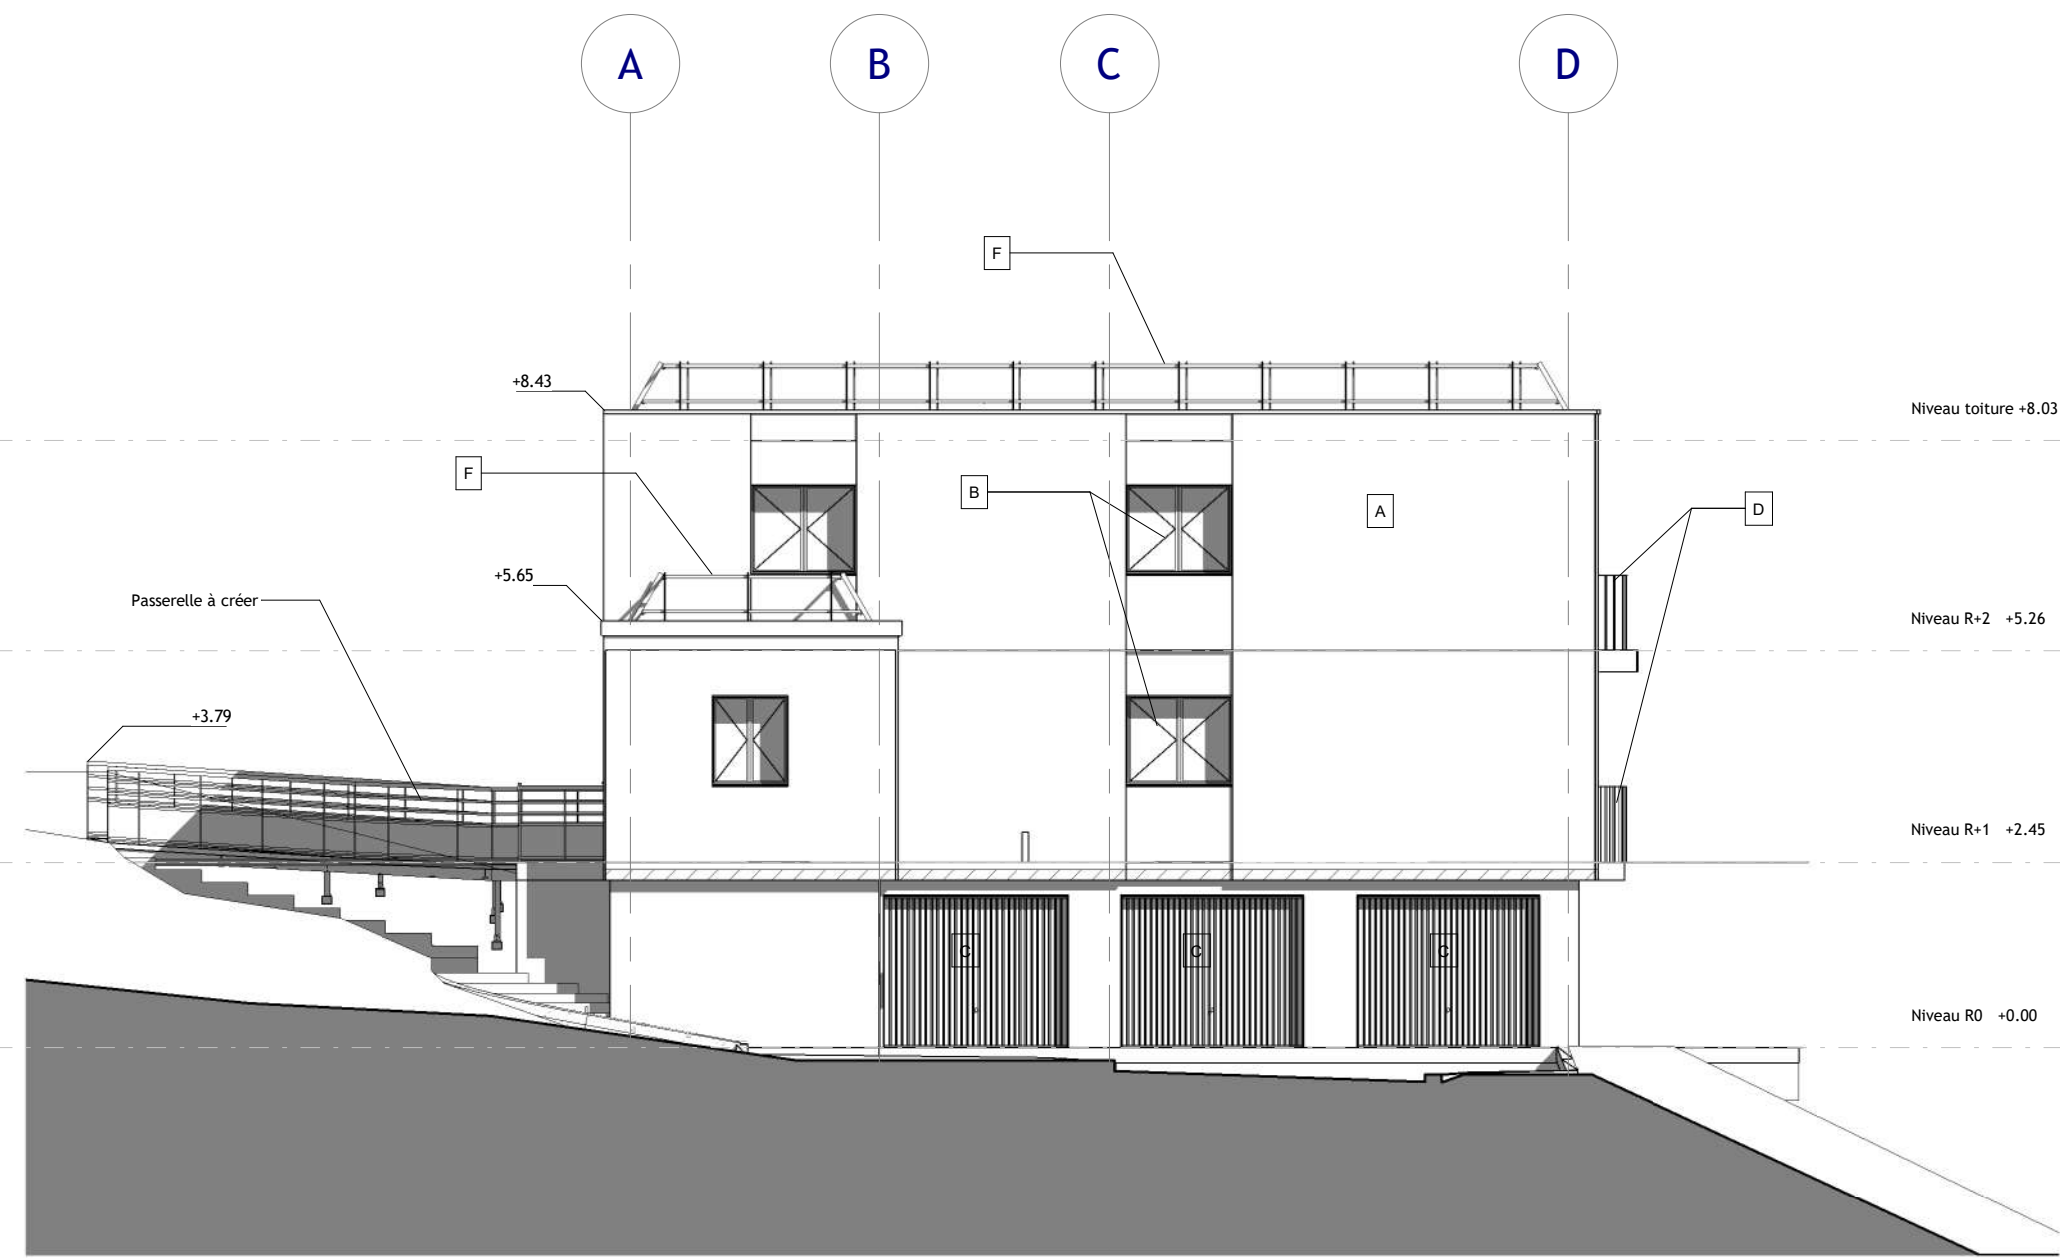 A B C D
F
+8.43
Niveau toiture +8.03
F
B
A
D
+5.65
Passerelle à créer
Niveau R+2 +5.26
+3.79
Niveau R+1 +2.45
C C C
Niveau R0 +0.00